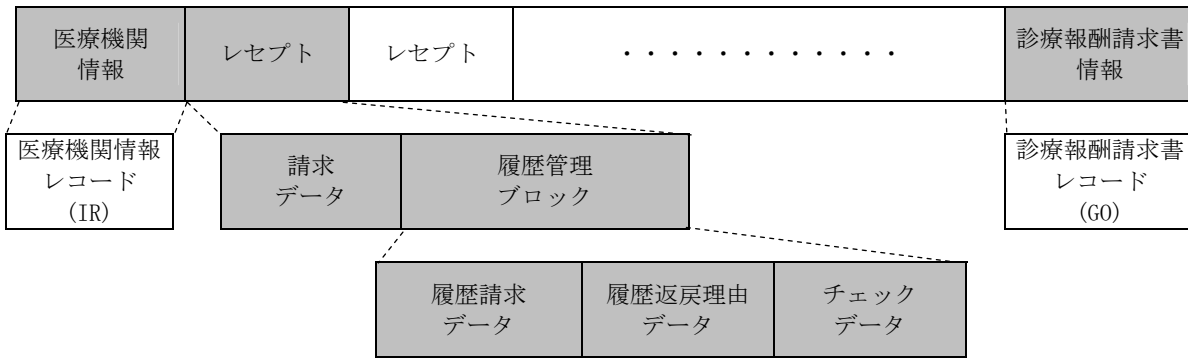 医療機関
情報
レセプト
レセプト
・・・・・・・・・・・・
診療報酬請求書
情報
医療機関情報
レコード
(IR)
請求
データ
履歴管理
ブロック
診療報酬請求書
レコード
(GO)
履歴請求
データ
履歴返戻理由
データ
チェック
データ